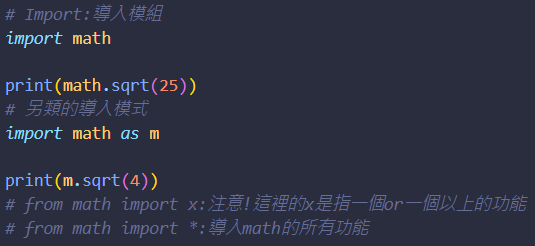 # Import:導入模組
import math
print(math.sqrt(25))
# 另類的導入模式
import math as m
print(m.sqrt(4))
# from math import x:注意!這裡的x是指一個or一個以上的功能
# from math import *:導入math的所有功能